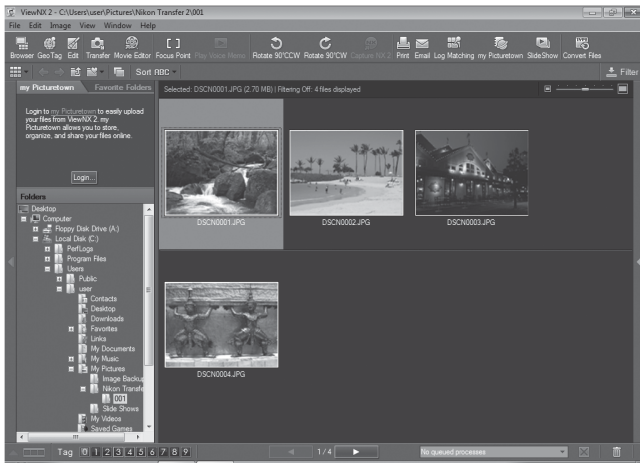 ViewNX 2 - C:\Users\user\Pictures\Nikon Transfer 2\001
File Edit Image View Window Help
Browser GeoTag Edit Transfer Movie Editor Focus Point Play Voice Memo Rotate 90°CCW Rotate 90°CW Capture NX 2 Print Email Log Matching my Picturetown SlideShow Convert Files
Sort ABC Filter
my Picturetown Favorite Folders
Selected: DSCN0001.JPG (2.70 MB) | Filtering Off: 4 files displayed
Login to my Picturetown to easily upload
your files from ViewNX 2. my
Picturetown allows you to store,
organize, and share your files online.
Login...
Folders
Desktop
Computer
Floppy Disk Drive (A:)
Local Disk (C:)
PerfLogs
Program Files
Users
Public
user
Contacts
Desktop
Downloads
Favorites
Links
My Documents
My Music
My Pictures
Image Backup
Nikon Transfe
001
Slide Shows
My Videos
Saved Games
DSCN0001.JPG DSCN0002.JPG DSCN0003.JPG
DSCN0004.JPG
Tag 0 1 2 3 4 5 6 7 8 9
1/4
No queued processes